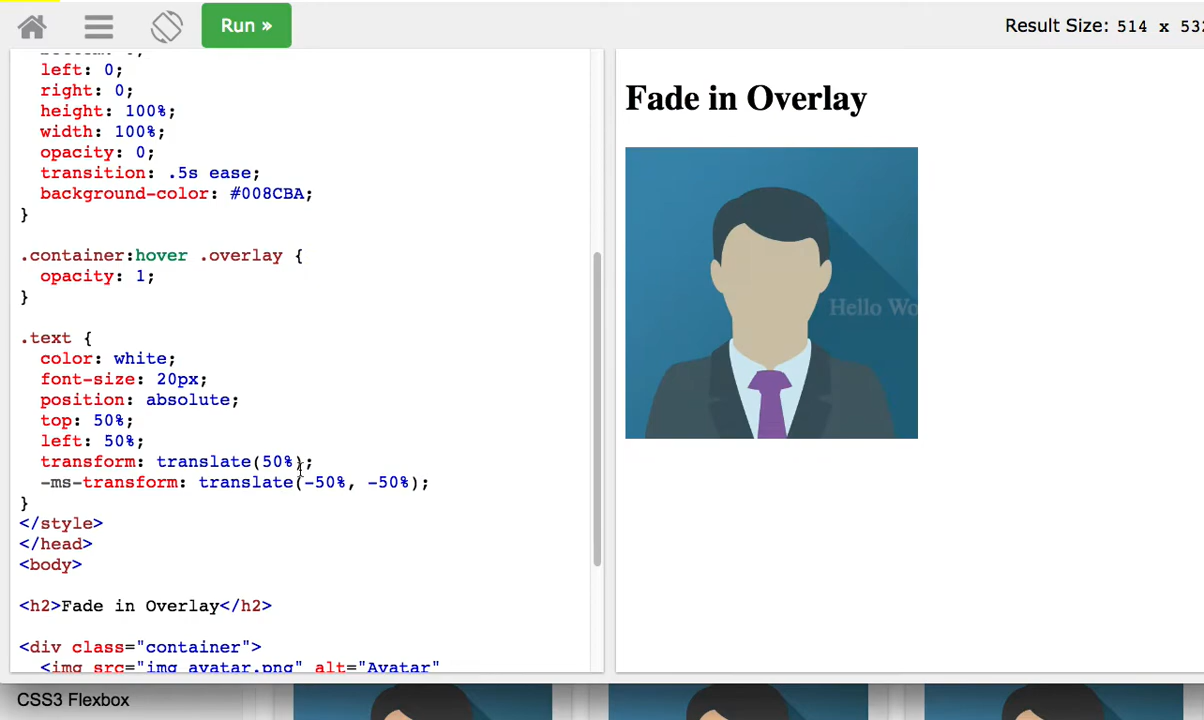 Run »
Result Size: 514 x 532
left: 0;
right: 0;
height: 100%;
width: 100%;
opacity: 0;
transition: .5s ease;
background-color: #008CBA;
}
.container:hover .overlay {
opacity: 1;
}
.text {
color: white;
font-size: 20px;
position: absolute;
top: 50%;
left: 50%;
transform: translate(50%);
-ms-transform: translate(-50%, -50%);
}
</style>
</head>
<body>
<h2>Fade in Overlay</h2>
<div class="container">
<img src="img_avatar.png" alt="Avatar"
Fade in Overlay
Hello Wo
CSS3 Flexbox